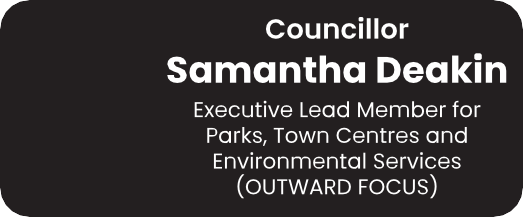 Councillor
Samantha Deakin
Executive Lead Member for
Parks, Town Centres and
Environmental Services
(OUTWARD FOCUS)